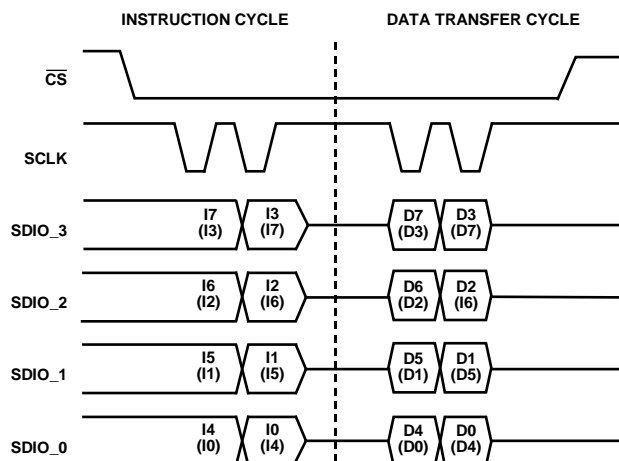 INSTRUCTION CYCLE DATA TRANSFER CYCLE
CS
SCLK
SDIO_3 I7 I3 D7 D3
(I3) (I7) (D3) (D7)
SDIO_2 I6 I2 D6 D2
(I2) (I6) (D2) (I6)
SDIO_1 I5 I1 D5 D1
(I1) (I5) (D1) (D5)
SDIO_0 I4 I0 D4 D0
(I0) (I4) (D0) (D4)